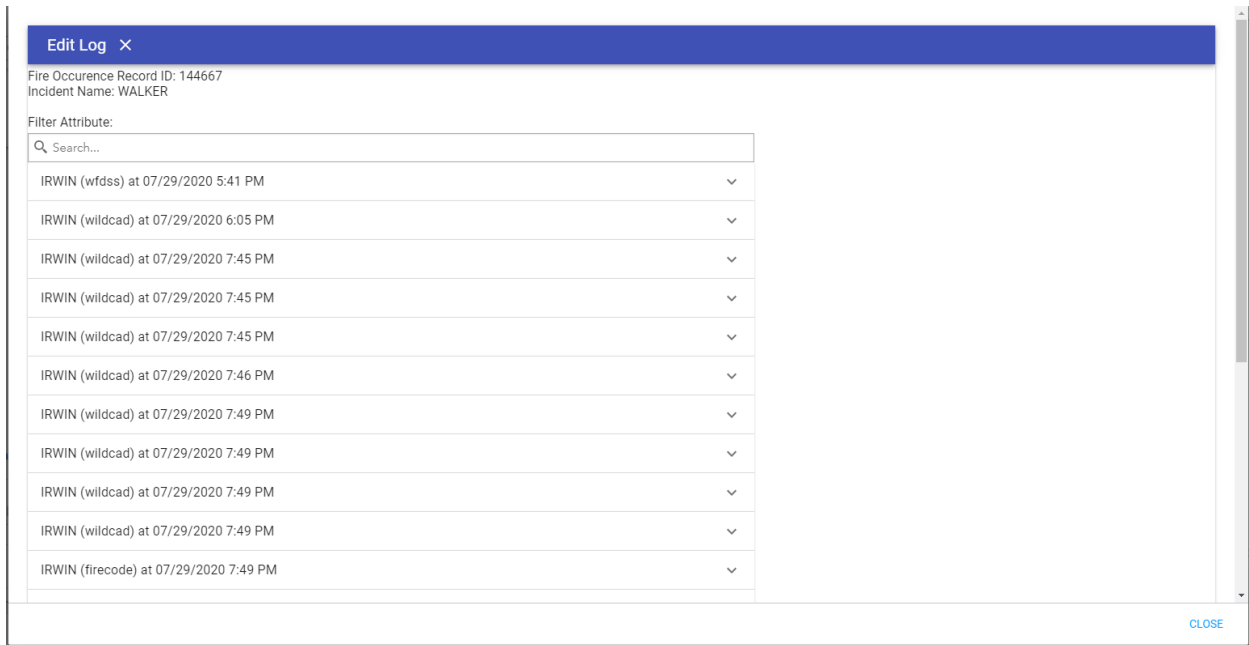 Edit Log ×
Fire Occurence Record ID: 144667
Incident Name: WALKER
Filter Attribute:
Search...
IRWIN (wfdss) at 07/29/2020 5:41 PM
IRWIN (wildcad) at 07/29/2020 6:05 PM
IRWIN (wildcad) at 07/29/2020 7:45 PM
IRWIN (wildcad) at 07/29/2020 7:45 PM
IRWIN (wildcad) at 07/29/2020 7:45 PM
IRWIN (wildcad) at 07/29/2020 7:46 PM
IRWIN (wildcad) at 07/29/2020 7:49 PM
IRWIN (wildcad) at 07/29/2020 7:49 PM
IRWIN (wildcad) at 07/29/2020 7:49 PM
IRWIN (wildcad) at 07/29/2020 7:49 PM
IRWIN (firecode) at 07/29/2020 7:49 PM
CLOSE